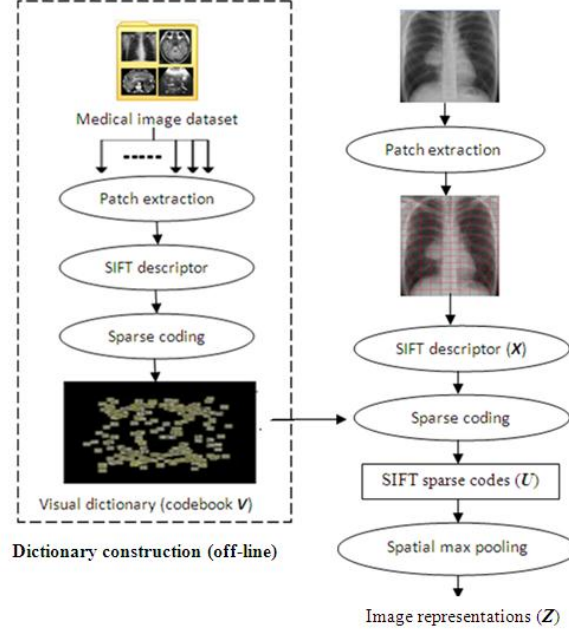 Medical image dataset
Patch extraction
SIFT descriptor
Sparse coding
Visual dictionary (codebook V)
Dictionary construction (off-line)
Patch extraction
SIFT descriptor (X)
Sparse coding
SIFT sparse codes (U)
Spatial max pooling
Image representations (Z)